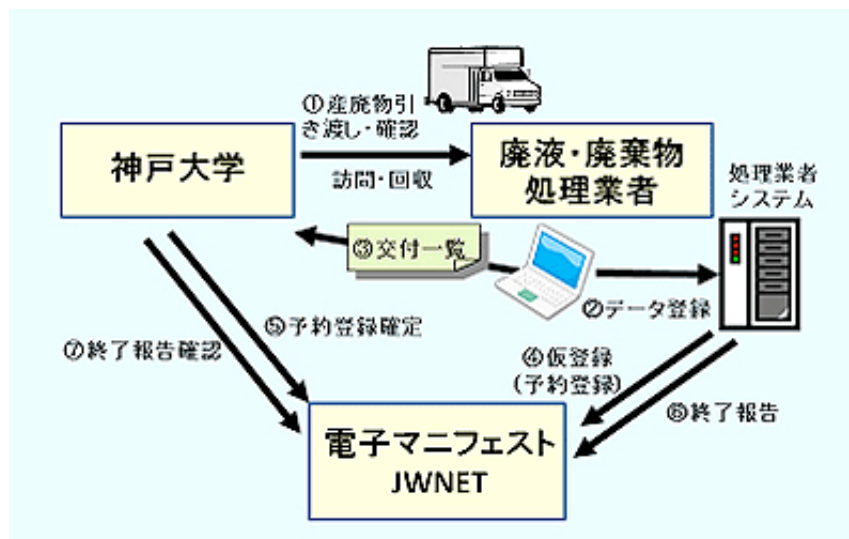 ①産廃物引
き渡し・確認
神戸大学
訪問・回収
廃液・廃棄物
処理業者
処理業者
システム
③交付一覧
②データ登録
⑤予約登録確定
⑦終了報告確認
④仮登録
(予約登録)
⑥終了報告
電子マニフェスト
JWNET